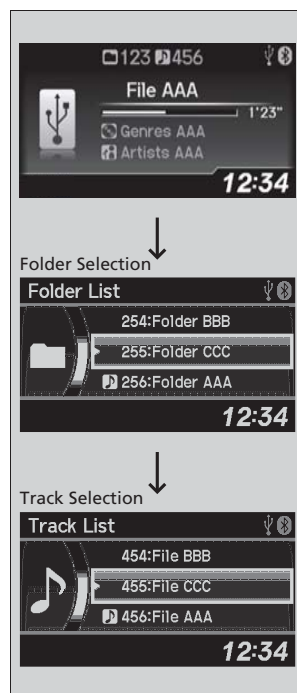 123 456
File AAA
1'23"
Genres AAA
Artists AAA
12:34
Folder Selection
Folder List
254:Folder BBB
255:Folder CCC
256:Folder AAA
12:34
Track Selection
Track List
454:File BBB
455:File CCC
456:File AAA
12:34